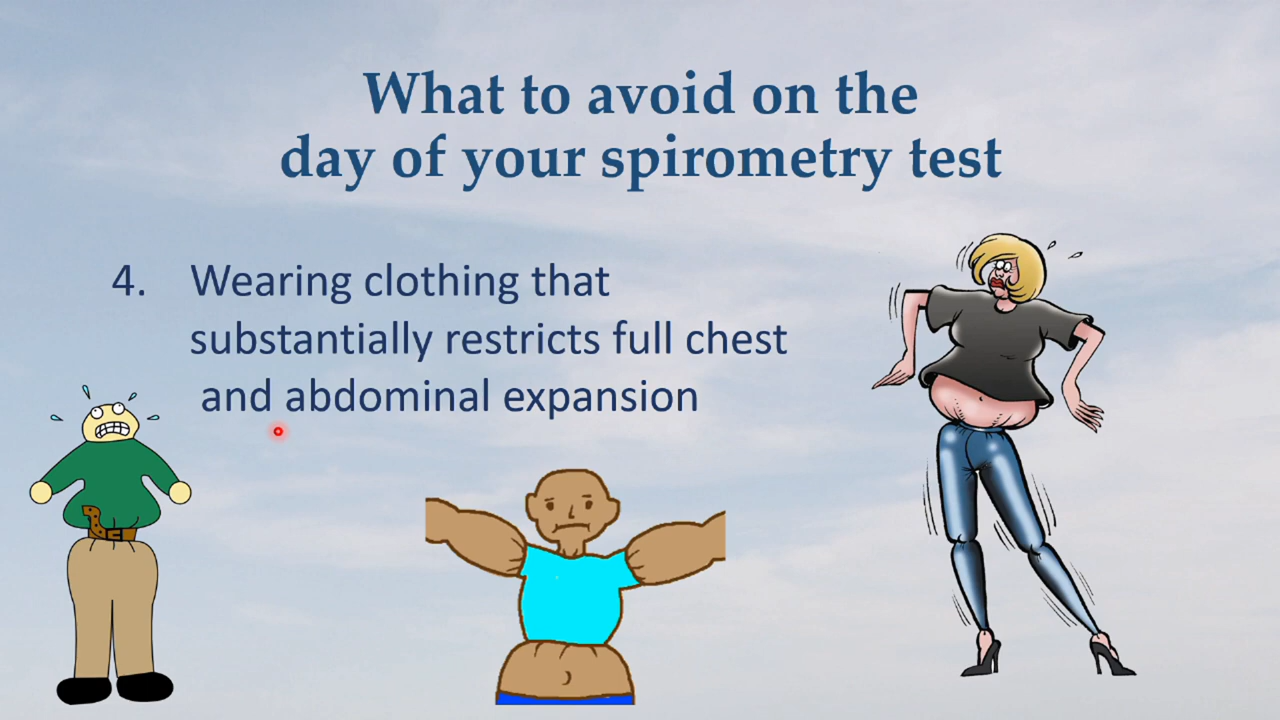 What to avoid on the
day of your spirometry test
4. Wearing clothing that
substantially restricts full chest
and abdominal expansion